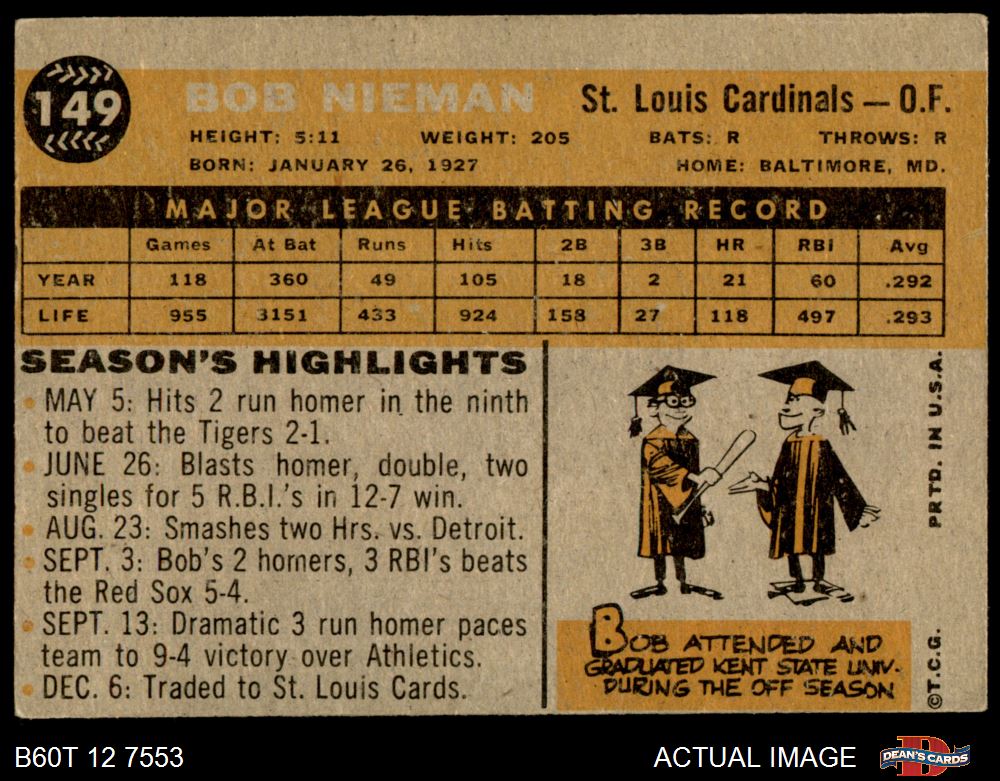 149
BOB NIEMAN
St. Louis Cardinals — O.F.
HEIGHT: 5:11 WEIGHT: 205 BATS: R THROWS: R
BORN: JANUARY 26, 1927 HOME: BALTIMORE, MD.
MAJOR LEAGUE BATTING RECORD
Games At Bat Runs Hits 2B 3B HR RBI Avg
YEAR 118 360 49 105 18 2 21 60 .292
LIFE 955 3151 433 924 158 27 118 497 .293
SEASON'S HIGHLIGHTS
• MAY 5: Hits 2 run homer in the ninth
to beat the Tigers 2-1.
• JUNE 26: Blasts homer, double, two
singles for 5 R.B.I.'s in 12-7 win.
• AUG. 23: Smashes two Hrs. vs. Detroit.
• SEPT. 3: Bob's 2 homers, 3 RBI's beats
the Red Sox 5-4.
• SEPT. 13: Dramatic 3 run homer paces
team to 9-4 victory over Athletics.
• DEC. 6: Traded to St. Louis Cards.
BOB ATTENDED AND
GRADUATED KENT STATE UNIV.
DURING THE OFF SEASON
©T.C.G. PRTD. IN U.S.A.
B60T 12 7553
ACTUAL IMAGE
DEAN'S CARDS